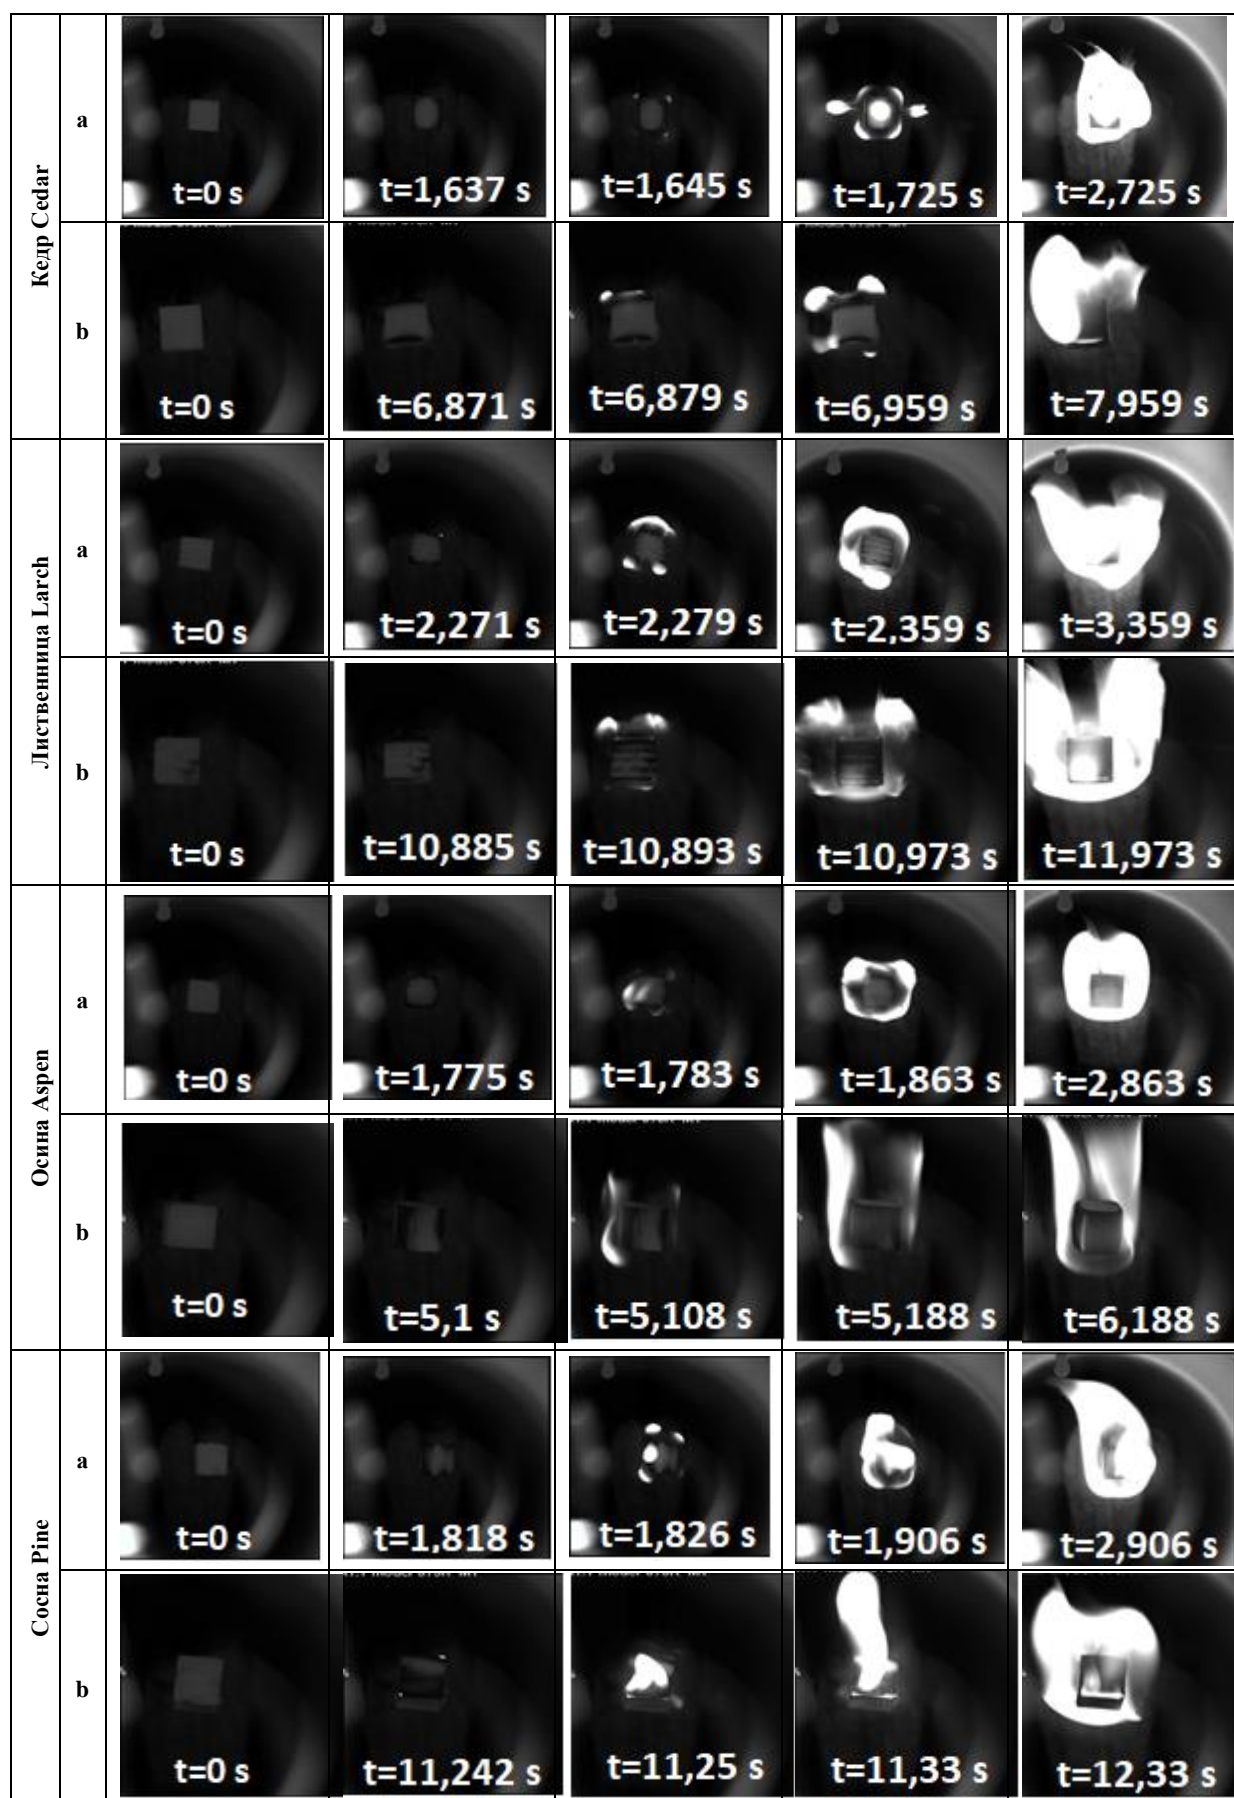 Кедр Cedar
a
t=0 s
t=1,637 s
t=1,645 s
t=1,725 s
t=2,725 s
b
t=0 s
t=6,871 s
t=6,879 s
t=6,959 s
t=7,959 s
Лиственница Larch
a
t=0 s
t=2,271 s
t=2,279 s
t=2,359 s
t=3,359 s
b
t=0 s
t=10,885 s
t=10,893 s
t=10,973 s
t=11,973 s
Осина Aspen
a
t=0 s
t=1,775 s
t=1,783 s
t=1,863 s
t=2,863 s
b
t=0 s
t=5,1 s
t=5,108 s
t=5,188 s
t=6,188 s
Сосна Pine
a
t=0 s
t=1,818 s
t=1,826 s
t=1,906 s
t=2,906 s
b
t=0 s
t=11,242 s
t=11,25 s
t=11,33 s
t=12,33 s